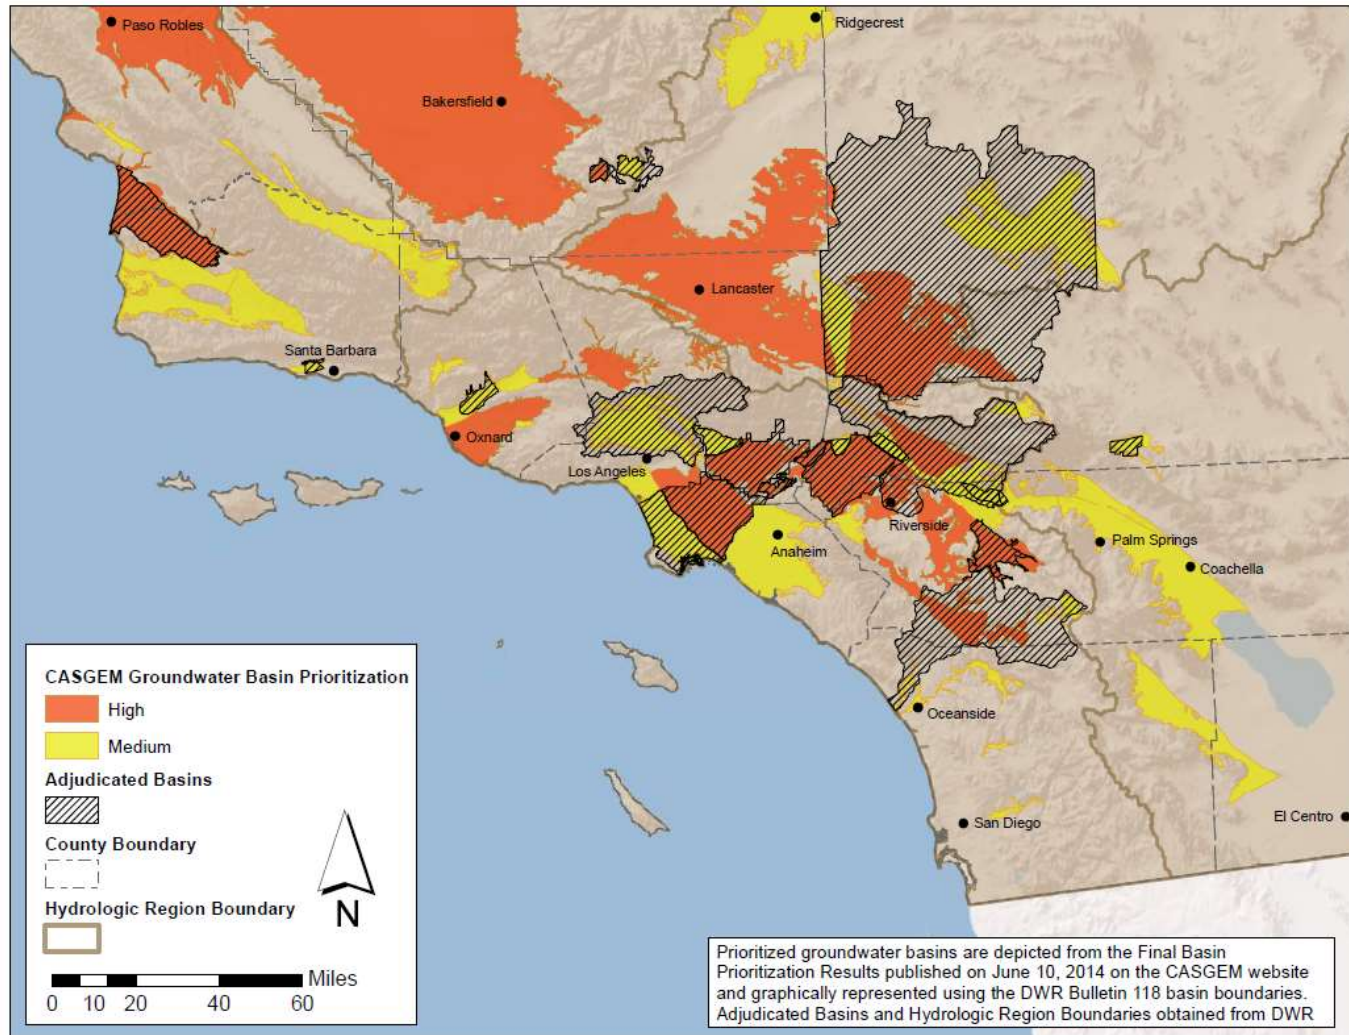 Paso Robles
Ridgecrest
Bakersfield
Lancaster
Santa Barbara
Oxnard
Los Angeles
Riverside
Anaheim
Palm Springs
Coachella
Oceanside
San Diego
El Centro
CASGEM Groundwater Basin Prioritization
High
Medium
Adjudicated Basins
County Boundary
Hydrologic Region Boundary
N
Miles
0 10 20 40 60
Prioritized groundwater basins are depicted from the Final Basin
Prioritization Results published on June 10, 2014 on the CASGEM website
and graphically represented using the DWR Bulletin 118 basin boundaries.
Adjudicated Basins and Hydrologic Region Boundaries obtained from DWR